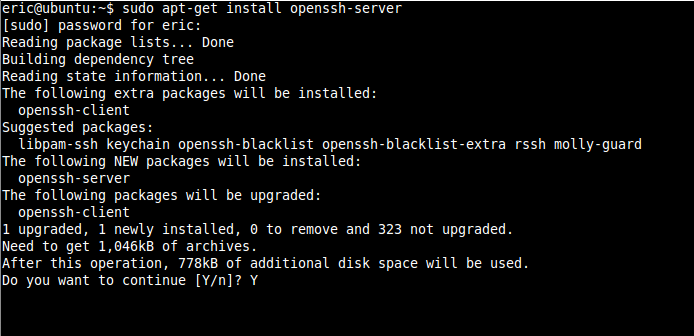 eric@ubuntu:~$ sudo apt-get install openssh-server
[sudo] password for eric:
Reading package lists... Done
Building dependency tree
Reading state information... Done
The following extra packages will be installed:
  openssh-client
Suggested packages:
  libpam-ssh keychain openssh-blacklist openssh-blacklist-extra rssh molly-guard
The following NEW packages will be installed:
  openssh-server
The following packages will be upgraded:
  openssh-client
1 upgraded, 1 newly installed, 0 to remove and 323 not upgraded.
Need to get 1,046kB of archives.
After this operation, 778kB of additional disk space will be used.
Do you want to continue [Y/n]? Y